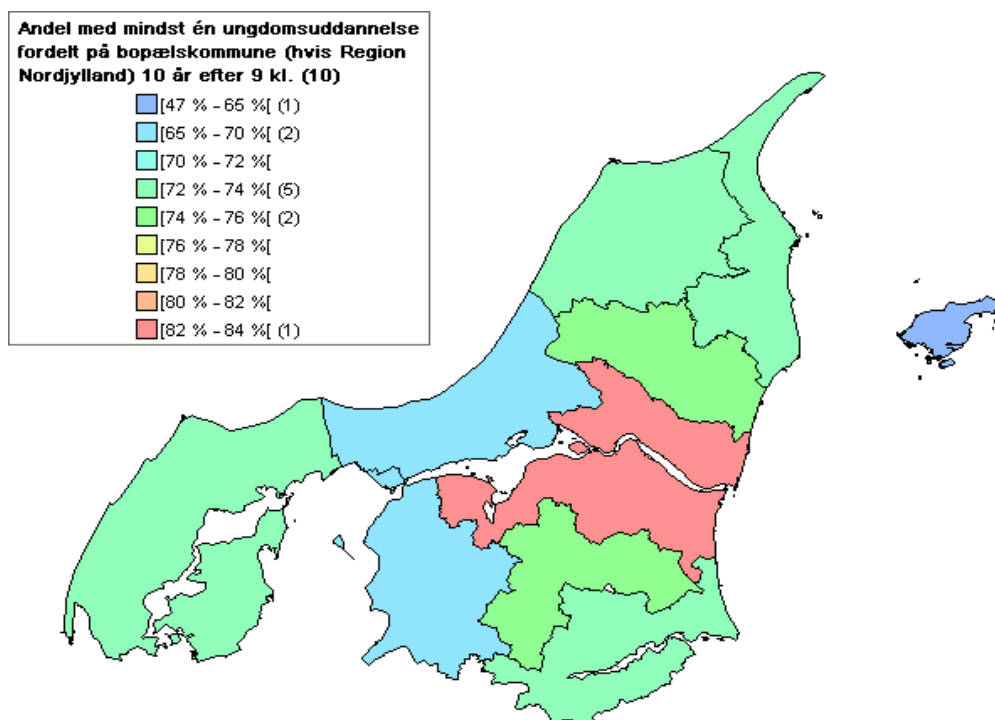 Andel med mindst én ungdomsuddannelse
fordelt på bopælskommune (hvis Region
Nordjylland) 10 år efter 9 kl. (10)
[47 % - 65 %[ (1)
[65 % - 70 %[ (2)
[70 % - 72 %[
[72 % - 74 %[ (5)
[74 % - 76 %[ (2)
[76 % - 78 %[
[78 % - 80 %[
[80 % - 82 %[
[82 % - 84 %[ (1)